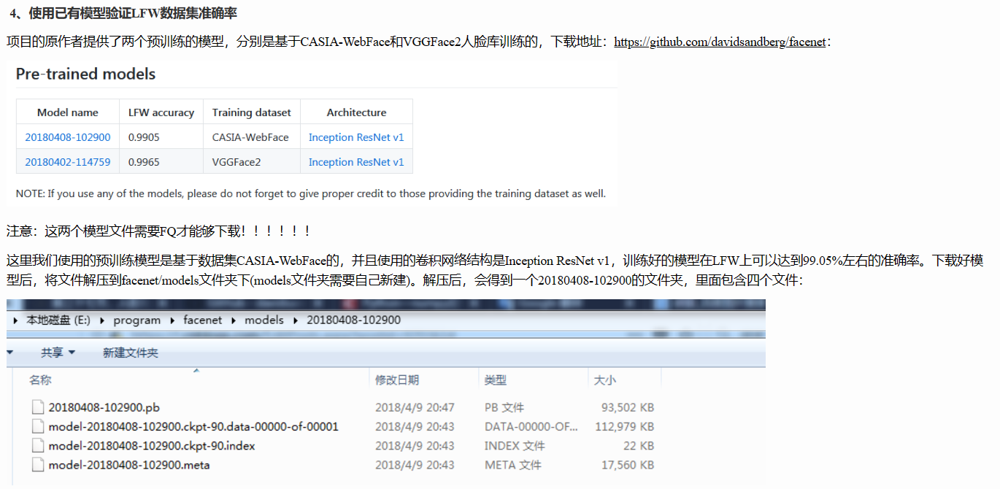 4、使用已有模型验证LFW数据集准确率
项目的原作者提供了两个预训练的模型，分别是基于CASIA-WebFace和VGGFace2人脸库训练的，下载地址：https://github.com/davidsandberg/facenet：
Pre-trained models
Model name LFW accuracy Training dataset Architecture
20180408-102900 0.9905 CASIA-WebFace Inception ResNet v1
20180402-114759 0.9965 VGGFace2 Inception ResNet v1
NOTE: If you use any of the models, please do not forget to give proper credit to those providing the training dataset as well.
注意：这两个模型文件需要FQ才能够下载！！！！！！
这里我们使用的预训练模型是基于数据集CASIA-WebFace的，并且使用的卷积网络结构是Inception ResNet v1，训练好的模型在LFW上可以达到99.05%左右的准确率。下载好模
型后，将文件解压到facenet/models文件夹下(models文件夹需要自己新建)。解压后，会得到一个20180408-102900的文件夹，里面包含四个文件：
本地磁盘 (E:) program facenet models 20180408-102900
共享 新建文件夹
名称 修改日期 类型 大小
20180408-102900.pb 2018/4/9 20:47 PB 文件 93,502 KB
model-20180408-102900.ckpt-90.data-00000-of-00001 2018/4/9 20:43 DATA-00000-OF... 112,979 KB
model-20180408-102900.ckpt-90.index 2018/4/9 20:43 INDEX 文件 22 KB
model-20180408-102900.meta 2018/4/9 20:43 META 文件 17,560 KB